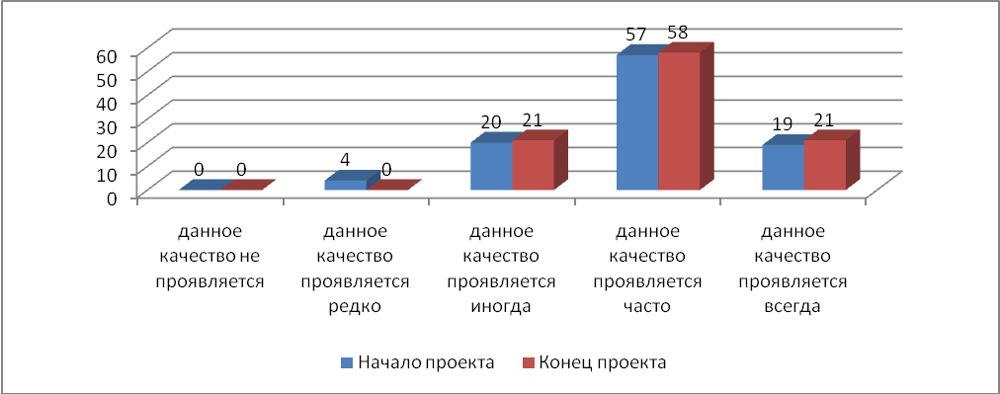 57 58
60
50
40
30
20
10
0
0 0
4 0
20 21
19 21
данное качество не проявляется
данное качество проявляется редко
данное качество проявляется иногда
данное качество проявляется часто
данное качество проявляется всегда
Начало проекта Конец проекта